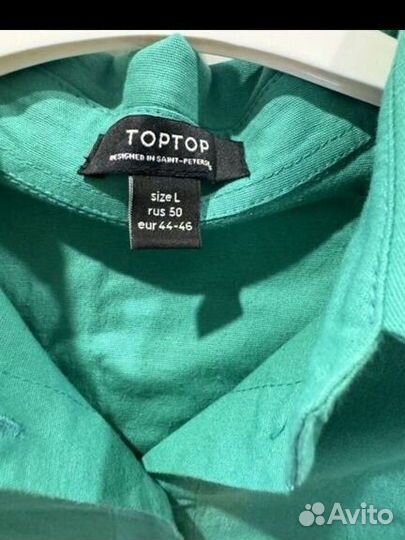 TOPTOP
DESIGNED IN SAINT-PETERS
size L
rus 50
eur 44-46
Avito